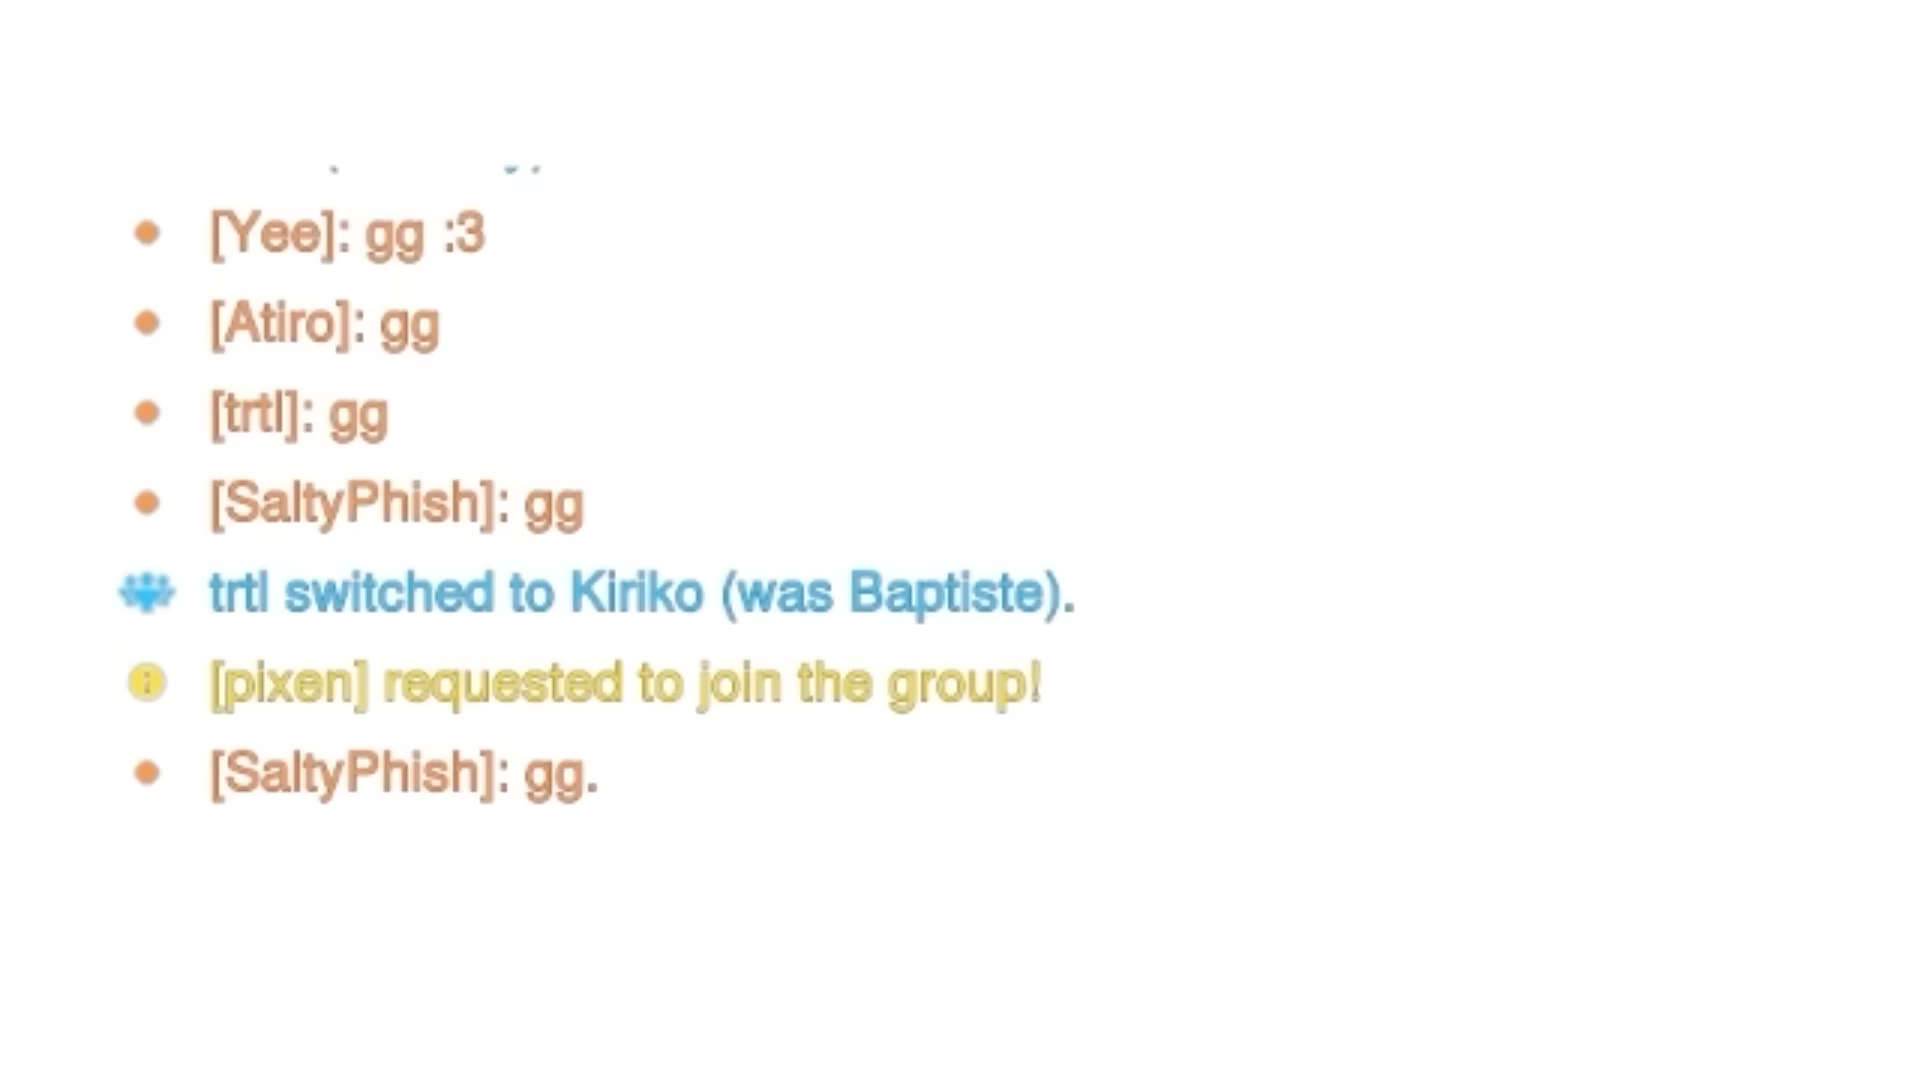 [Yee]: gg :3
[Atiro]: gg
[trtl]: gg
[SaltyPhish]: gg
trtl switched to Kiriko (was Baptiste).
[pixen] requested to join the group!
[SaltyPhish]: gg.